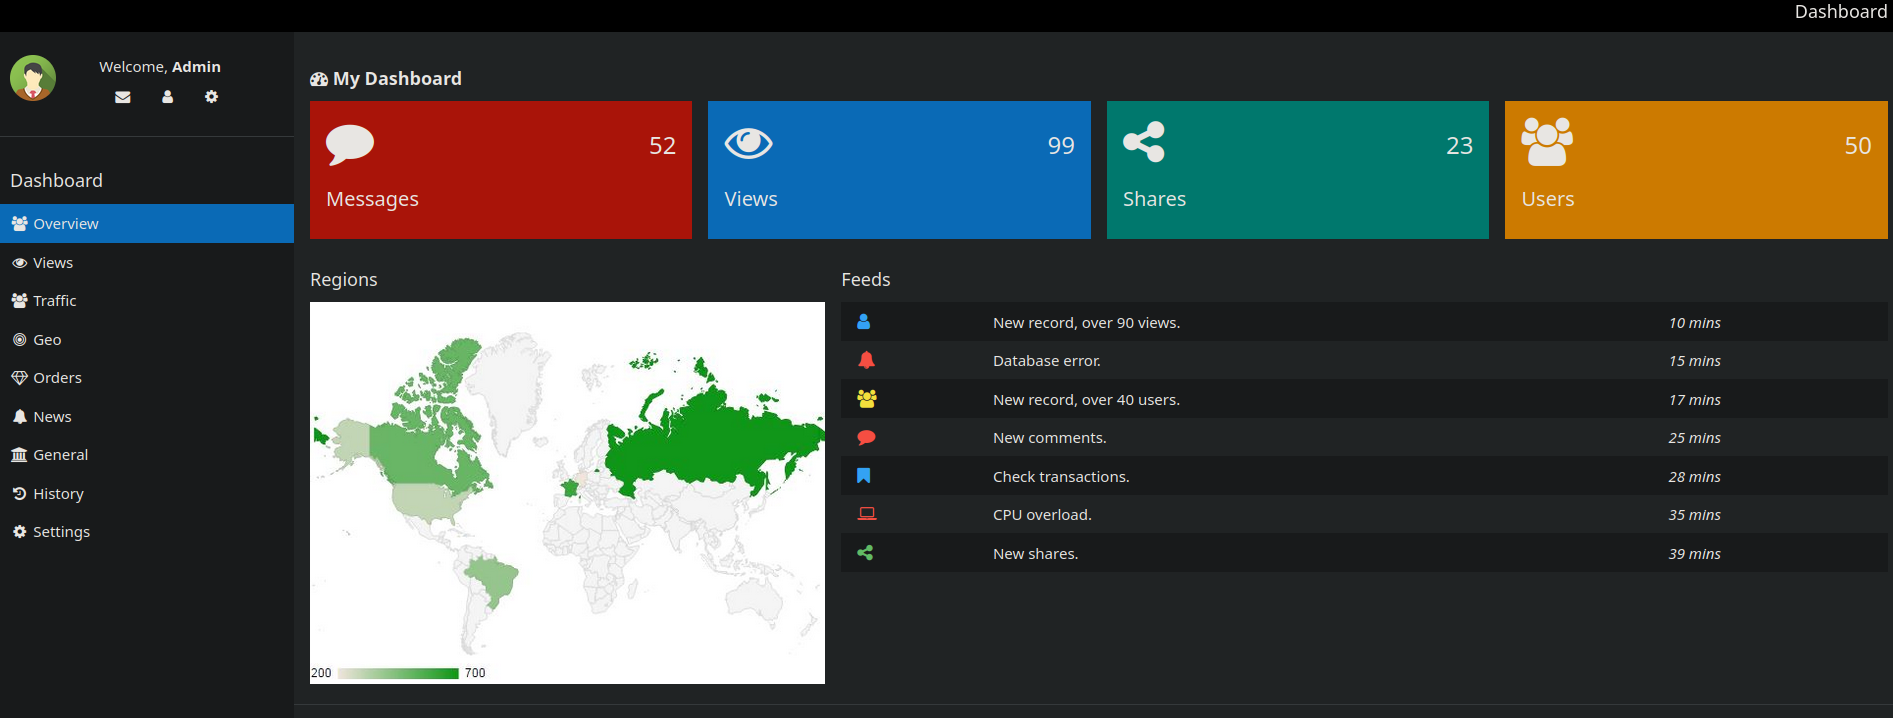 Dashboard
Welcome, Admin
Dashboard
Overview
Views
Traffic
Geo
Orders
News
General
History
Settings
My Dashboard
52
Messages
99
Views
23
Shares
50
Users
Regions
200 700
Feeds
New record, over 90 views. 10 mins
Database error. 15 mins
New record, over 40 users. 17 mins
New comments. 25 mins
Check transactions. 28 mins
CPU overload. 35 mins
New shares. 39 mins